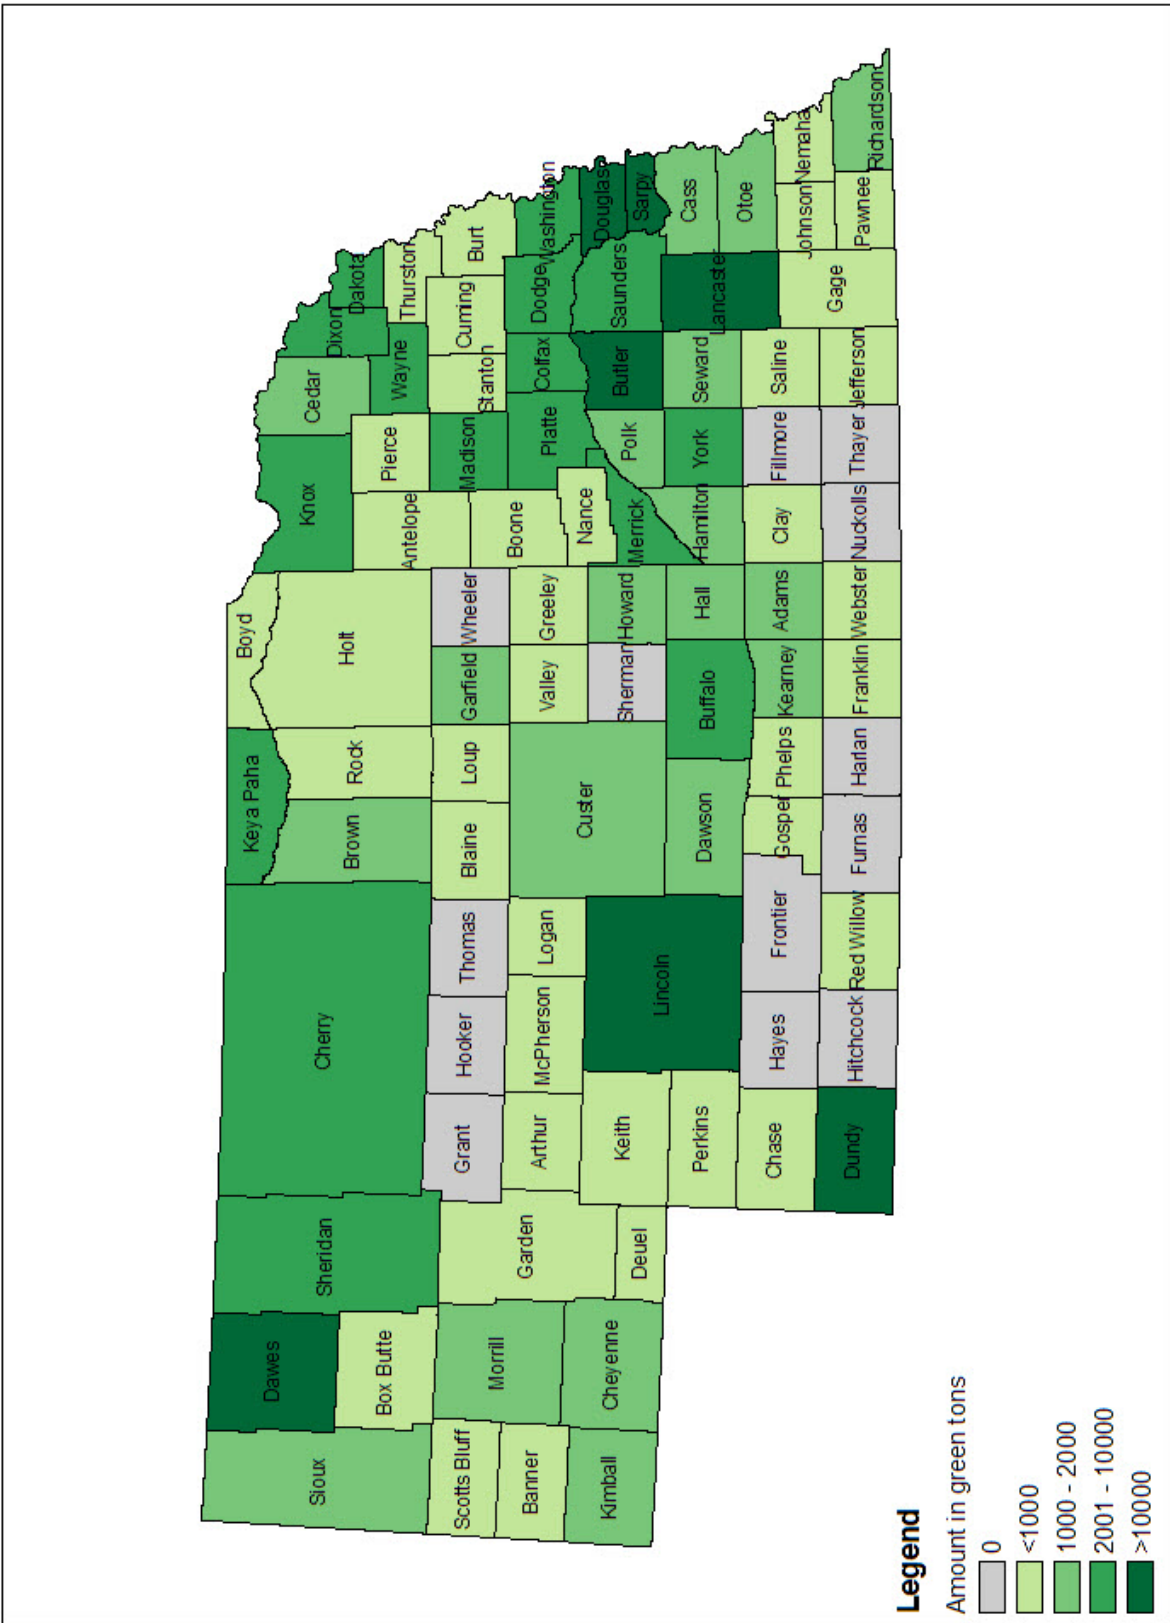 Sioux
Dawes
Sheridan
Cherry
Keya Paha
Boyd
Knox
Cedar
Dixon
Dakota
Box Butte
Brown
Rock
Holt
Pierce
Wayne
Thurston
Antelope
Scotts Bluff
Morrill
Garden
Grant
Hooker
Thomas
Blaine
Loup
Garfield
Wheeler
Boone
Madison
Stanton
Cuming
Burt
Banner
Arthur
McPherson
Logan
Valley
Greeley
Nance
Platte
Colfax
Dodge
Washington
Kimball
Cheyenne
Deuel
Keith
Lincoln
Custer
Sherman
Howard
Merrick
Polk
Butler
Saunders
Douglas
Sarpy
Perkins
Dawson
Buffalo
Hall
Hamilton
York
Seward
Lancaster
Cass
Otoe
Chase
Hayes
Frontier
Gosper
Phelps
Kearney
Adams
Clay
Fillmore
Saline
Gage
Johnson
Nemaha
Dundy
Hitchcock
Red Willow
Furnas
Harlan
Franklin
Webster
Nuckolls
Thayer
Jefferson
Pawnee
Richardson
Legend
Amount in green tons
0
<1000
1000 - 2000
2001 - 10000
>10000